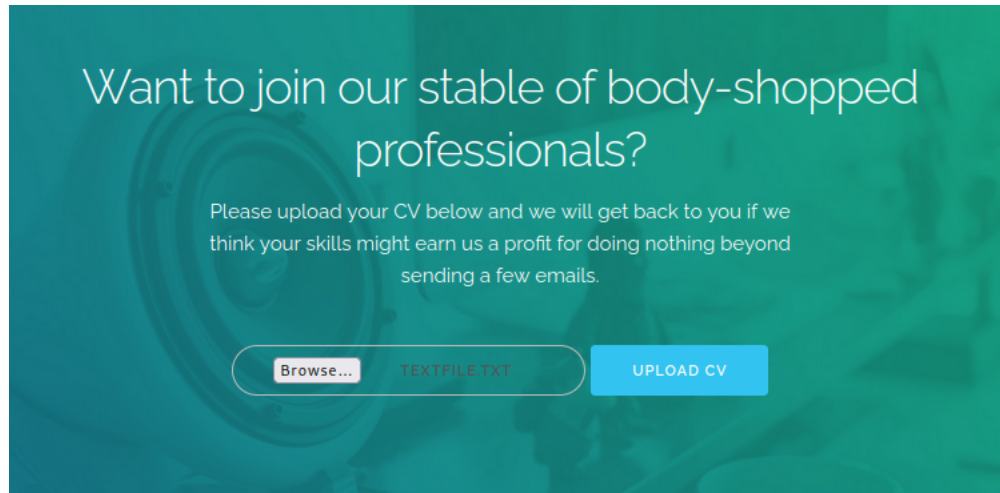 Want to join our stable of body-shopped
professionals?
Please upload your CV below and we will get back to you if we
think your skills might earn us a profit for doing nothing beyond
sending a few emails.
Browse... TEXTFILE.TXT UPLOAD CV